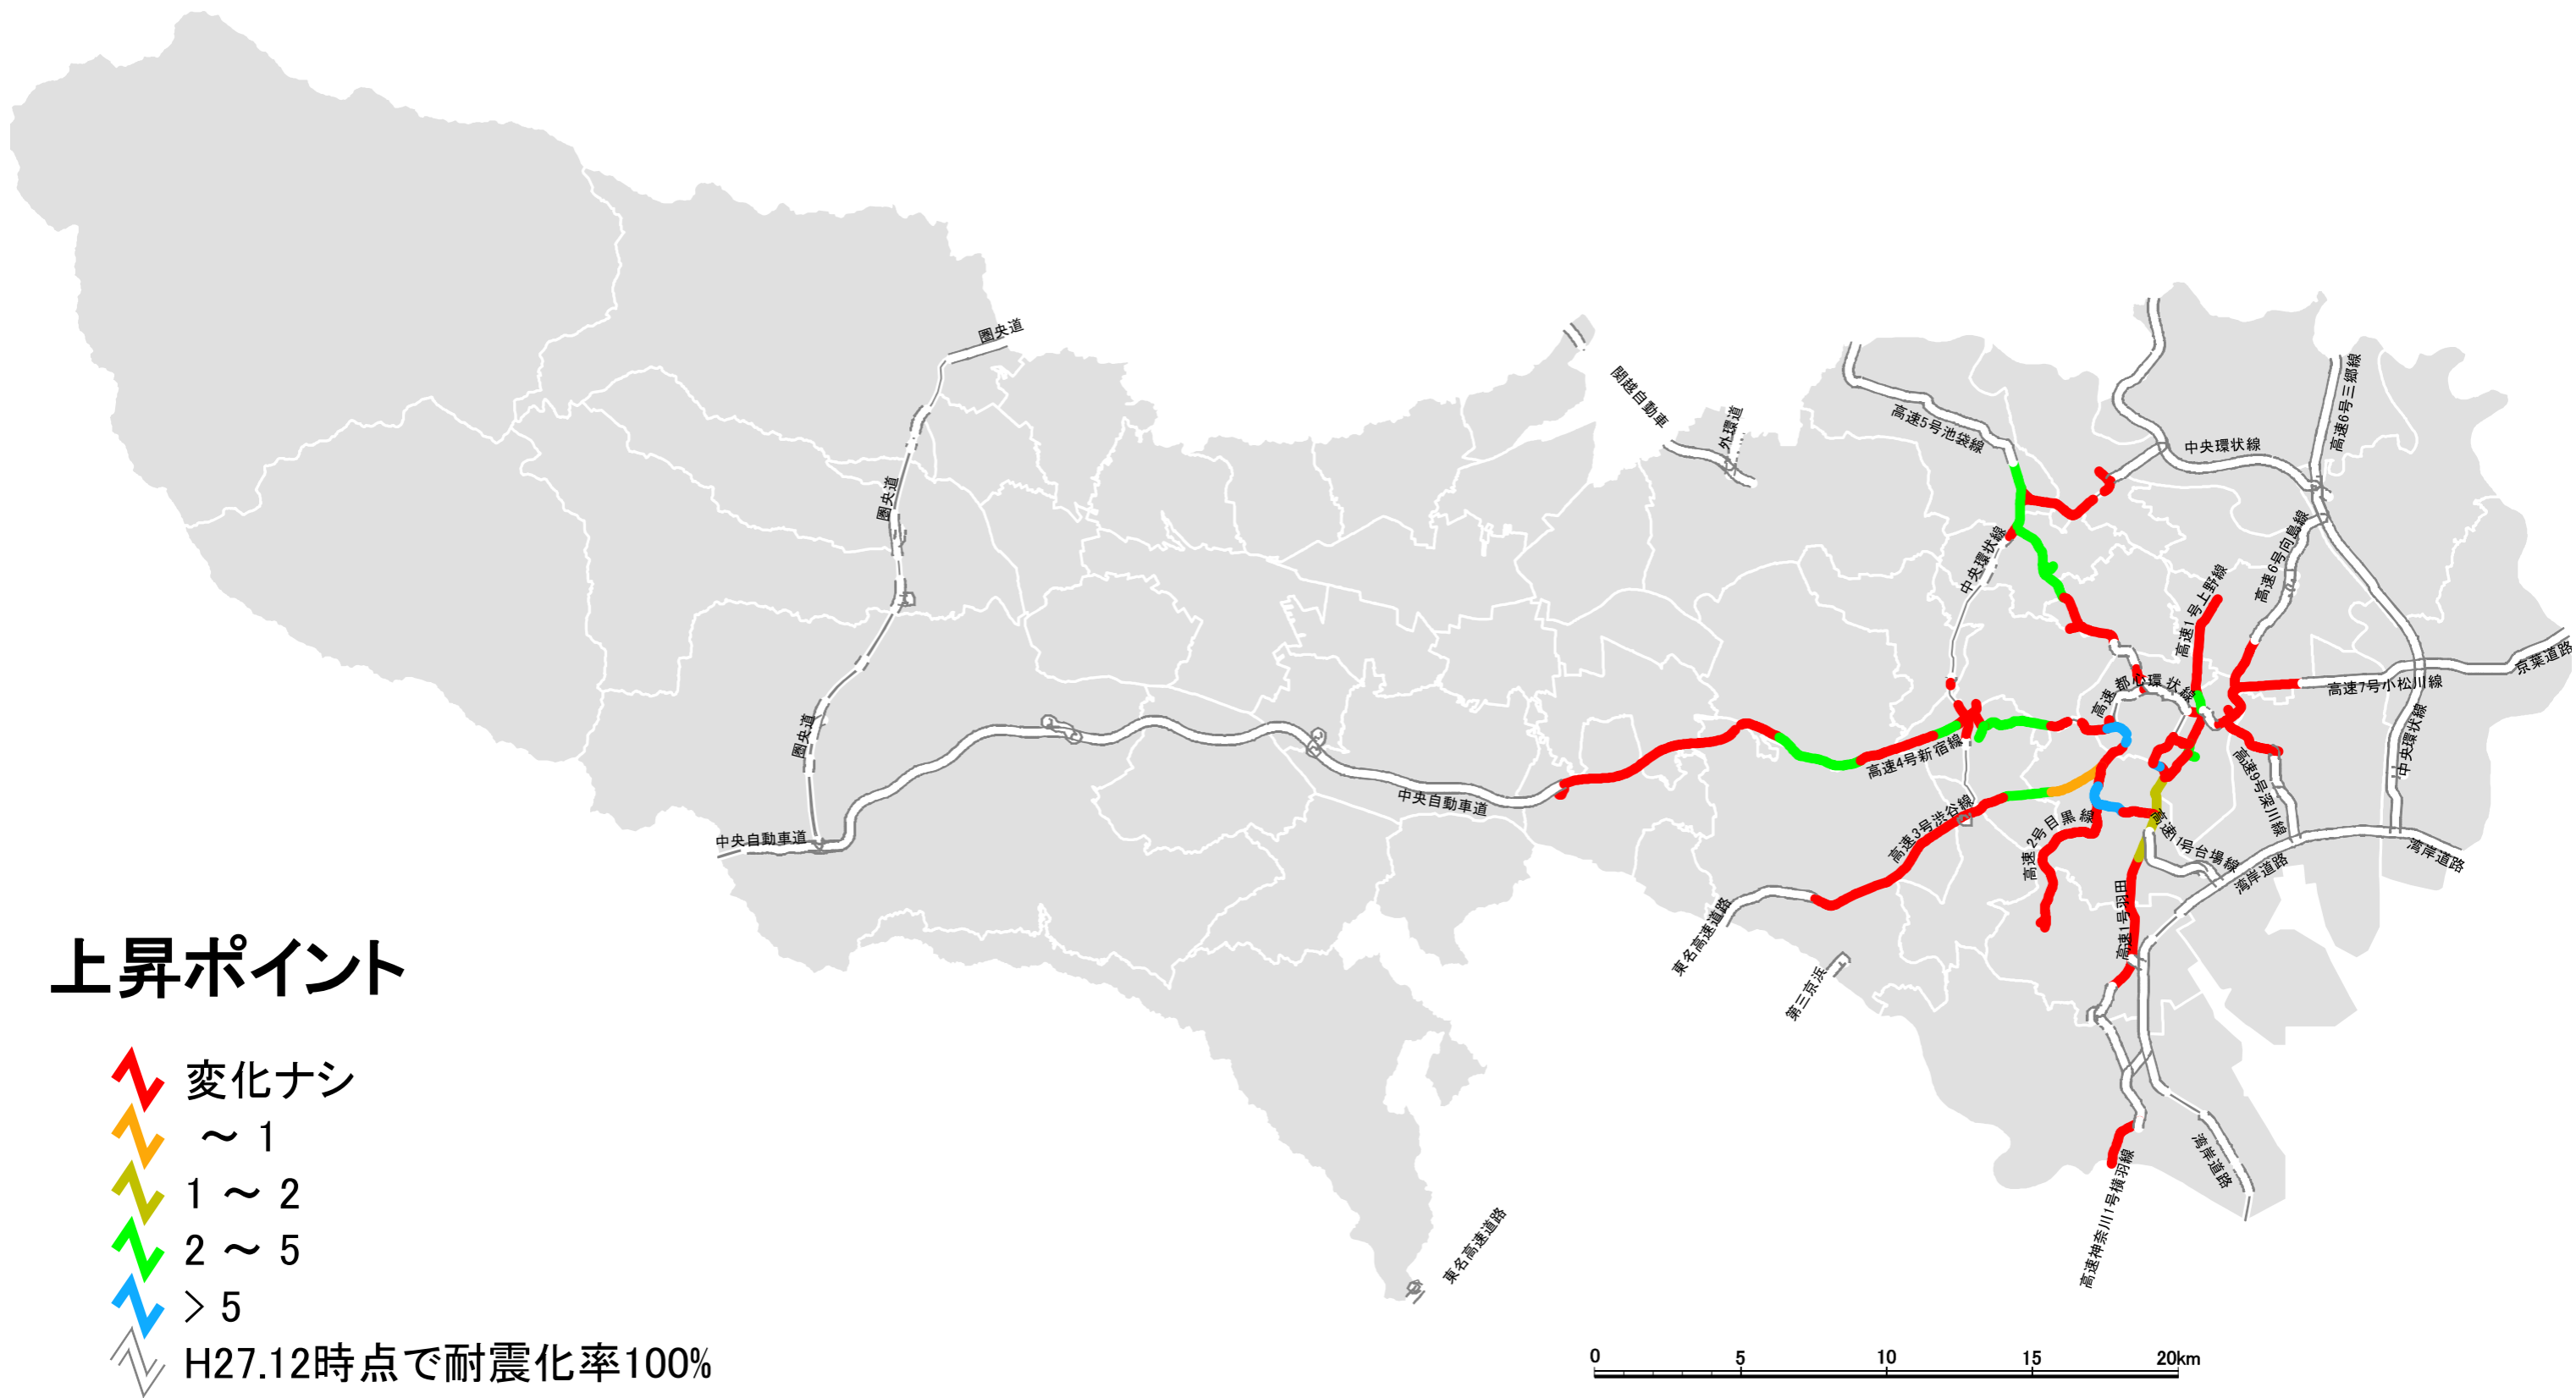 圏央道
関越自動車
外環道
高速5号池袋線
高速6号三郷線
中央環状線
圏央道
中央環状線
高速6号向島線
高速1号上野線
京葉道路
高速7号小松川線
高速都心環状線
圏央道
中央環状線
高速4号新宿線
中央自動車道
高速9号深川線
中央自動車道
高速3号渋谷線
高速2号目黒線
高速11号台場線
湾岸道路
湾岸道路
高速1号羽田
東名高速道路
第三京浜
湾岸道路
高速神奈川1号横羽線
東名高速道路
上昇ポイント
変化ナシ
～ 1
1 ～ 2
2 ～ 5
> 5
H27.12時点で耐震化率100%
0 5 10 15 20km